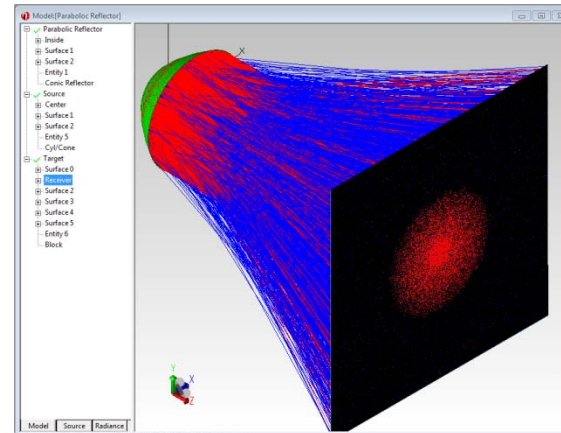 Model:[Paraboloc Reflector]
Parabolic Reflector
Inside
Surface 1
Surface 2
Entity 1
Conic Reflector
Source
Center
Surface 1
Surface 2
Entity 5
Cyl/Cone
Target
Surface 0
Receiver
Surface 2
Surface 3
Surface 4
Surface 5
Entity 6
Block
X
Y
X
Z
Model Source Radiance